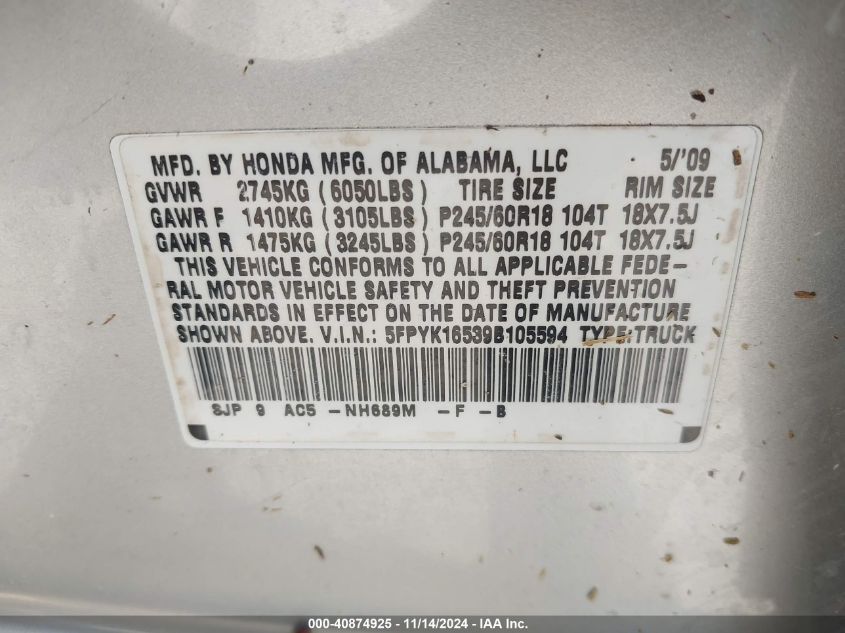 MFD. BY HONDA MFG. OF ALABAMA, LLC 5/'09
GVWR 2745KG (6050LBS) TIRE SIZE RIM SIZE
GAWR F 1410KG (3105LBS) P245/60R18 104T 18X7.5J
GAWR R 1475KG (3245LBS) P245/60R18 104T 18X7.5J
THIS VEHICLE CONFORMS TO ALL APPLICABLE FEDE-
RAL MOTOR VEHICLE SAFETY AND THEFT PREVENTION
STANDARDS IN EFFECT ON THE DATE OF MANUFACTURE
SHOWN ABOVE. V.I.N.: 5FPYK16539B105594 TYPE:TRUCK
SJP 9 AC5 -NH689M -F -B
000-40874925 - 11/14/2024 - IAA Inc.